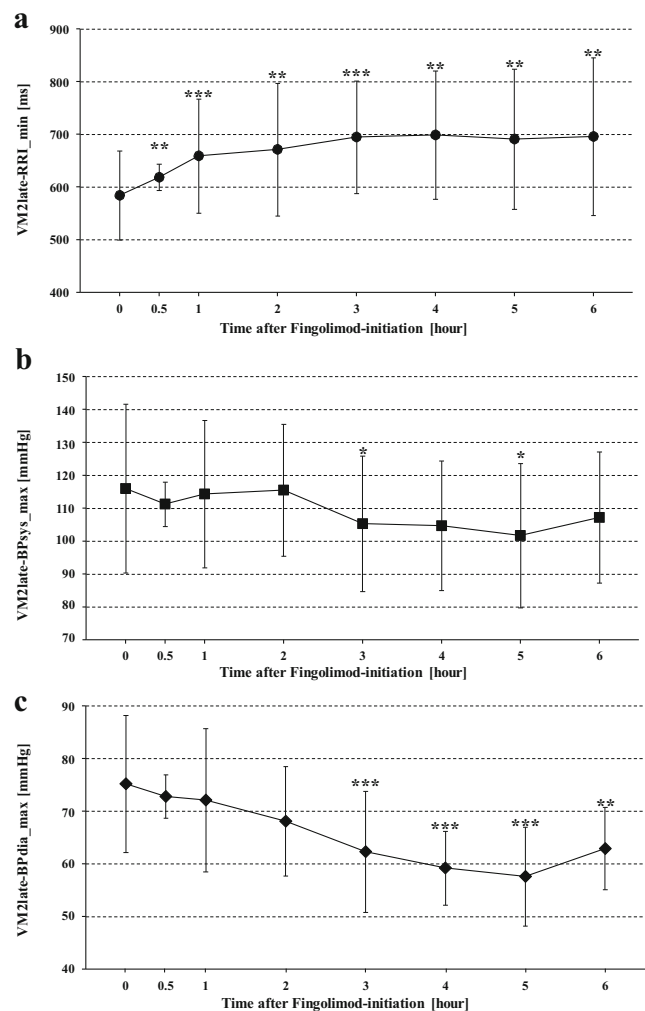 a
VM2late-RRI_min [ms]
900
800
700
600
500
400
**
***
**
***
**
**
**
0 0.5 1 2 3 4 5 6
Time after Fingolimod-initiation [hour]
b
VM2late-BPsys_max [mmHg]
150
140
130
120
110
100
90
80
70
*
*
0 0.5 1 2 3 4 5 6
Time after Fingolimod-initiation [hour]
c
VM2late-BPdia_max [mmHg]
90
80
70
60
50
40
***
***
***
**
0 0.5 1 2 3 4 5 6
Time after Fingolimod-initiation [hour]